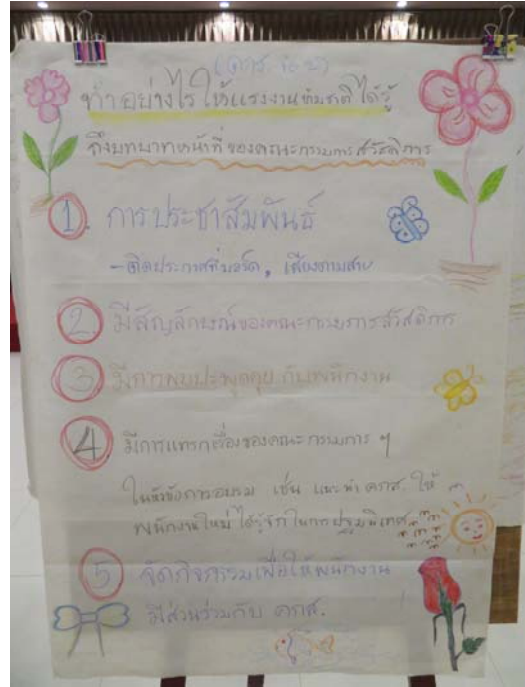 ทำอย่างไรให้แรงงานข้ามชาติได้รู้
ถึงบทบาทหน้าที่ของคณะกรรมการสวัสดิการ
1. การประชาสัมพันธ์
-ติดประกาศที่บอร์ด, เสียงตามสาย
2 มีสัญลักษณ์ของคณะกรรมการสวัสดิการ
3 มีการพบปะพูดคุย กับพนักงาน
4. มีการแทรกเรื่องของคณะกรรมการ ฯ
ในหัวข้อการอบรม เช่น แนะนำ คกส. ให้
พนักงานใหม่ ได้รู้จัก ในการปฐมนิเทศ
5 จัดกิจกรรมเพื่อให้พนักงาน
มีส่วนร่วมกับ คกส.